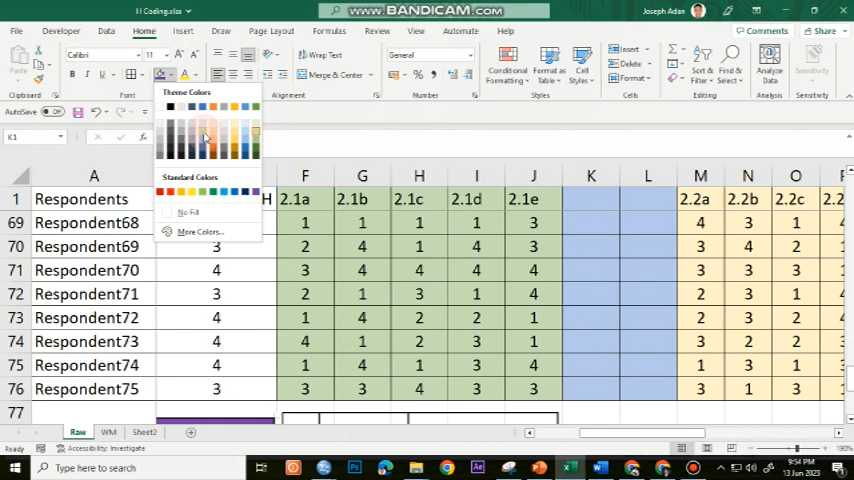 H Coding.xlsx
www.BANDICAM.com
Joseph Adan
File Home Insert Draw Page Layout Formulas Review View Automate Help
Comments Share
Paste
Calibri 11
B I U
Wrap Text
Merge & Center
General
Conditional Formatting
Format as Table
Cell Styles
Insert
Delete
Format
Sort & Filter
Find & Select
Analyze Data
Clipboard Font Alignment Number Styles Cells Editing Analysis
AutoSave Off
K1 fx
Theme Colors
Standard Colors
No Fill
More Colors...
A F G H I J K L M N O
1 Respondents H 2.1a 2.1b 2.1c 2.1d 2.1e 2.2a 2.2b 2.2c 2.2
69 Respondent68 1 1 1 1 3 4 3 1 4
70 Respondent69 3 2 4 1 4 3 3 4 2 1
71 Respondent70 4 3 4 4 4 4 3 3 3
72 Respondent71 3 2 1 3 1 4 2 3 1
73 Respondent72 4 1 4 2 2 1 3 2 3
74 Respondent73 4 4 1 2 3 1 3 2 2
75 Respondent74 4 1 4 1 3 4 1 3 1
76 Respondent75 3 3 3 4 3 3 3 1 3
77
Raw WM Sheet2
Ready Accessibility: Investigate
190%
Type here to search
9:54 PM
13 Jun 2023